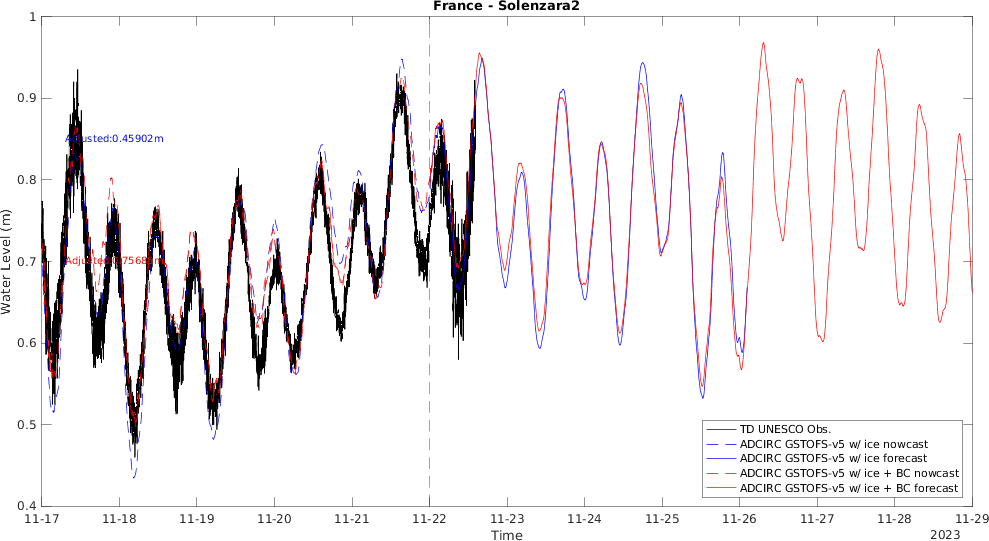 France - Solenzara2
Water Level (m)
1
0.9
0.8
0.7
0.6
0.5
0.4
Adjusted:0.45902m
TD UNESCO Obs.
ADCIRC GSTOFS-v5 w/ ice nowcast
ADCIRC GSTOFS-v5 w/ ice forecast
ADCIRC GSTOFS-v5 w/ ice + BC nowcast
ADCIRC GSTOFS-v5 w/ ice + BC forecast
11-17 11-18 11-19 11-20 11-21 11-22 11-23 11-24 11-25 11-26 11-27 11-28 11-29
Time
2023